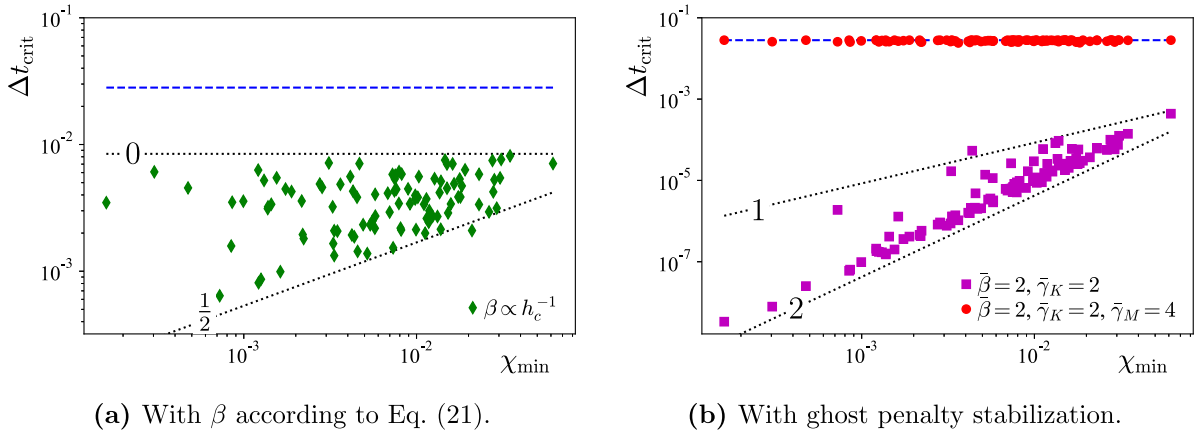 10⁻¹
10⁻²
10⁻³
Δt_crit
0
1/2
β ∝ h_c⁻¹
10⁻³
10⁻²
χ_min
(a) With β according to Eq. (21).
10⁻¹
10⁻³
10⁻⁵
10⁻⁷
Δt_crit
1
2
β̄ = 2, γ̄_K = 2
β̄ = 2, γ̄_K = 2, γ̄_M = 4
10⁻³
10⁻²
χ_min
(b) With ghost penalty stabilization.